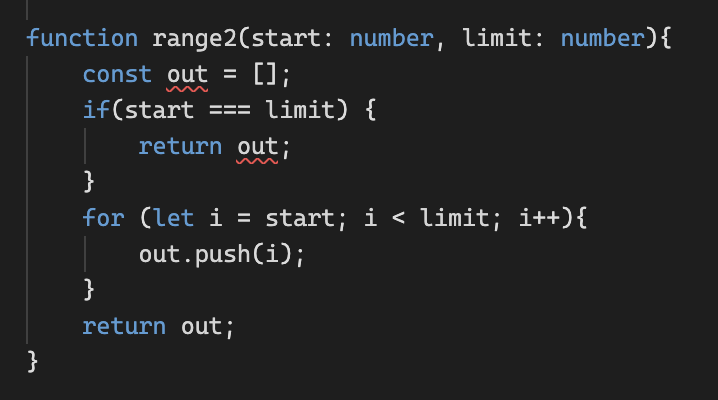 function range2(start: number, limit: number){
    const out = [];
    if(start === limit) {
        return out;
    }
    for (let i = start; i < limit; i++){
        out.push(i);
    }
    return out;
}